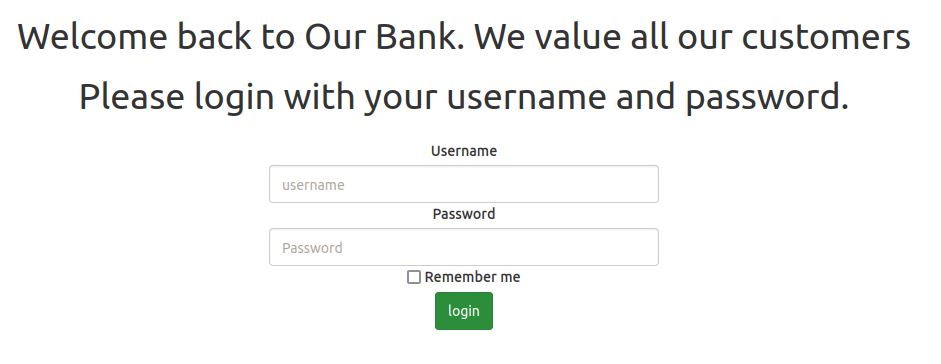 Welcome back to Our Bank. We value all our customers
Please login with your username and password.
Username
username
Password
Password
Remember me
login